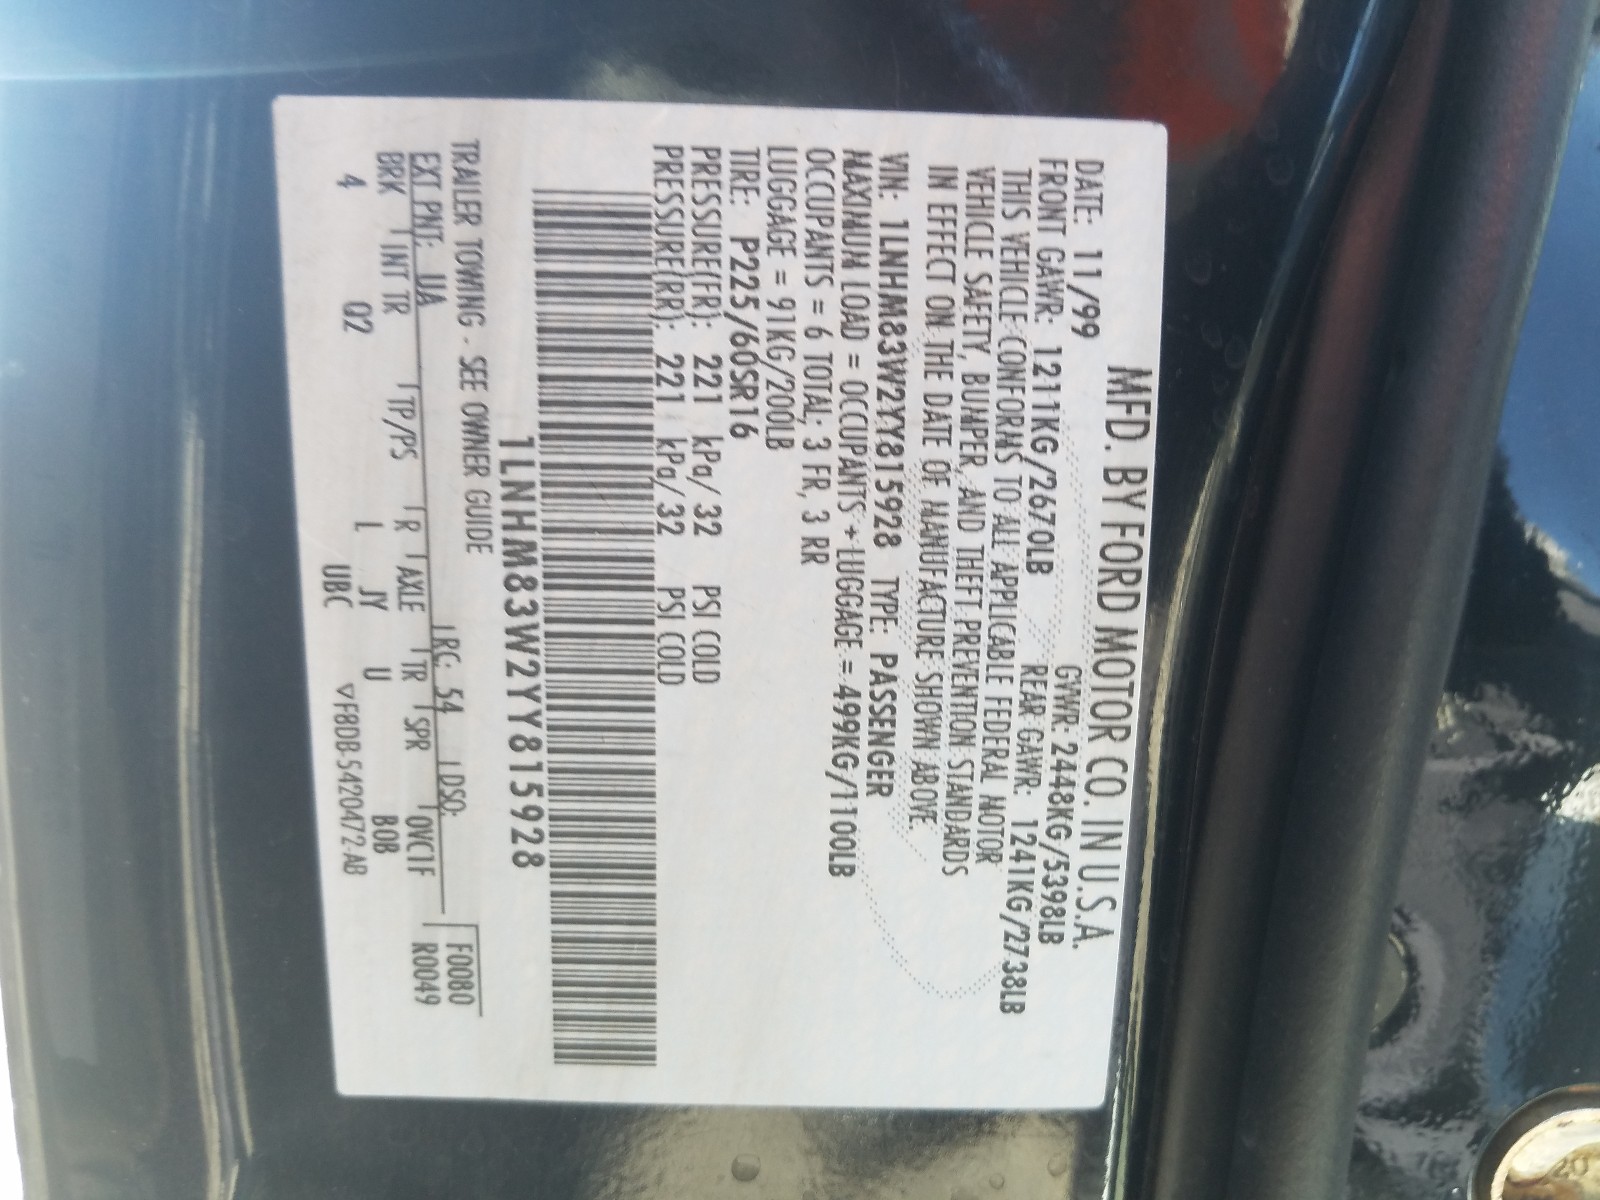 MFD. BY FORD MOTOR CO. IN U.S.A.
DATE: 11/99 GVWR: 2448KG/5398LB
FRONT GAWR: 1211KG/2670LB REAR GAWR: 1241KG/2738LB
THIS VEHICLE CONFORMS TO ALL APPLICABLE FEDERAL MOTOR
VEHICLE SAFETY, BUMPER, AND THEFT PREVENTION STANDARDS
IN EFFECT ON THE DATE OF MANUFACTURE SHOWN ABOVE.
VIN: 1LNHM83W2YY815928 TYPE: PASSENGER
MAXIMUM LOAD = OCCUPANTS + LUGGAGE = 499KG/1100LB
OCCUPANTS = 6 TOTAL; 3 FR, 3 RR
LUGGAGE = 91KG/200LB
TIRE: P225/60SR16
PRESSURE(FR): 221 kPa/ 32 PSI COLD
PRESSURE(RR): 221 kPa/ 32 PSI COLD
1LNHM83W2YY815928
TRAILER TOWING - SEE OWNER GUIDE
F0080
EXT PNT: UA RC: 54 DSO:
R0049
BRK INT TR TP/PS R AXLE TR SPR OVC1F
4 Q2 L JY U BOB
UBC ▽F8DB-5420472-AB